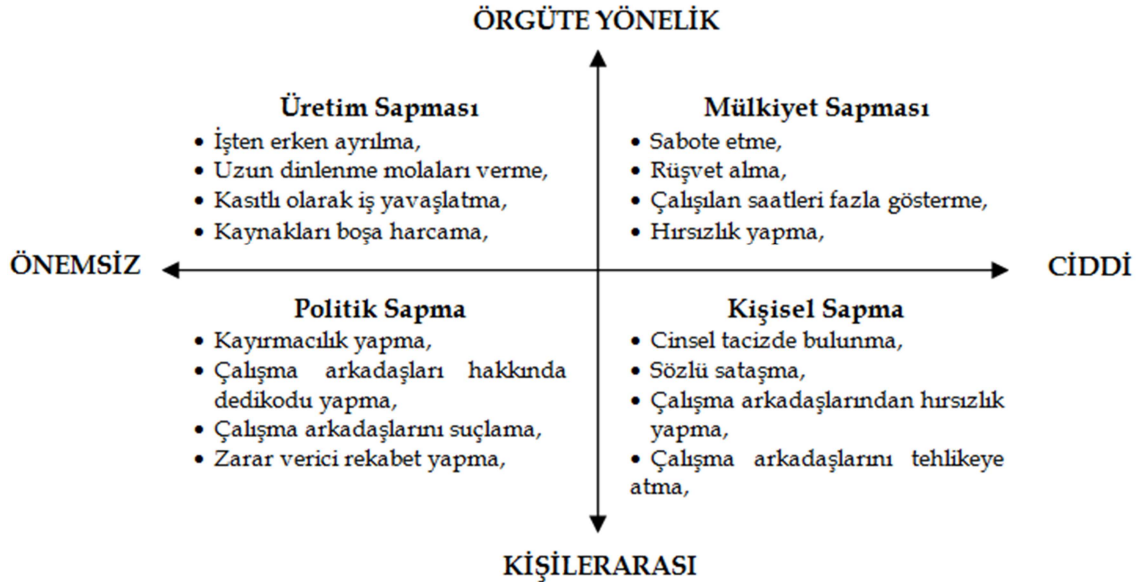 ÖRGÜTE YÖNELİK
Üretim Sapması
• İşten erken ayrılma,
• Uzun dinlenme molaları verme,
• Kasıtlı olarak iş yavaşlatma,
• Kaynakları boşa harcama,
Mülkiyet Sapması
• Sabote etme,
• Rüşvet alma,
• Çalışılan saatleri fazla gösterme,
• Hırsızlık yapma,
ÖNEMSİZ
CİDDİ
Politik Sapma
• Kayırmacılık yapma,
• Çalışma arkadaşları hakkında
dedikodu yapma,
• Çalışma arkadaşlarını suçlama,
• Zarar verici rekabet yapma,
Kişisel Sapma
• Cinsel tacizde bulunma,
• Sözlü sataşma,
• Çalışma arkadaşlarından hırsızlık
yapma,
• Çalışma arkadaşlarını tehlikeye
atma,
KİŞİLERARASI